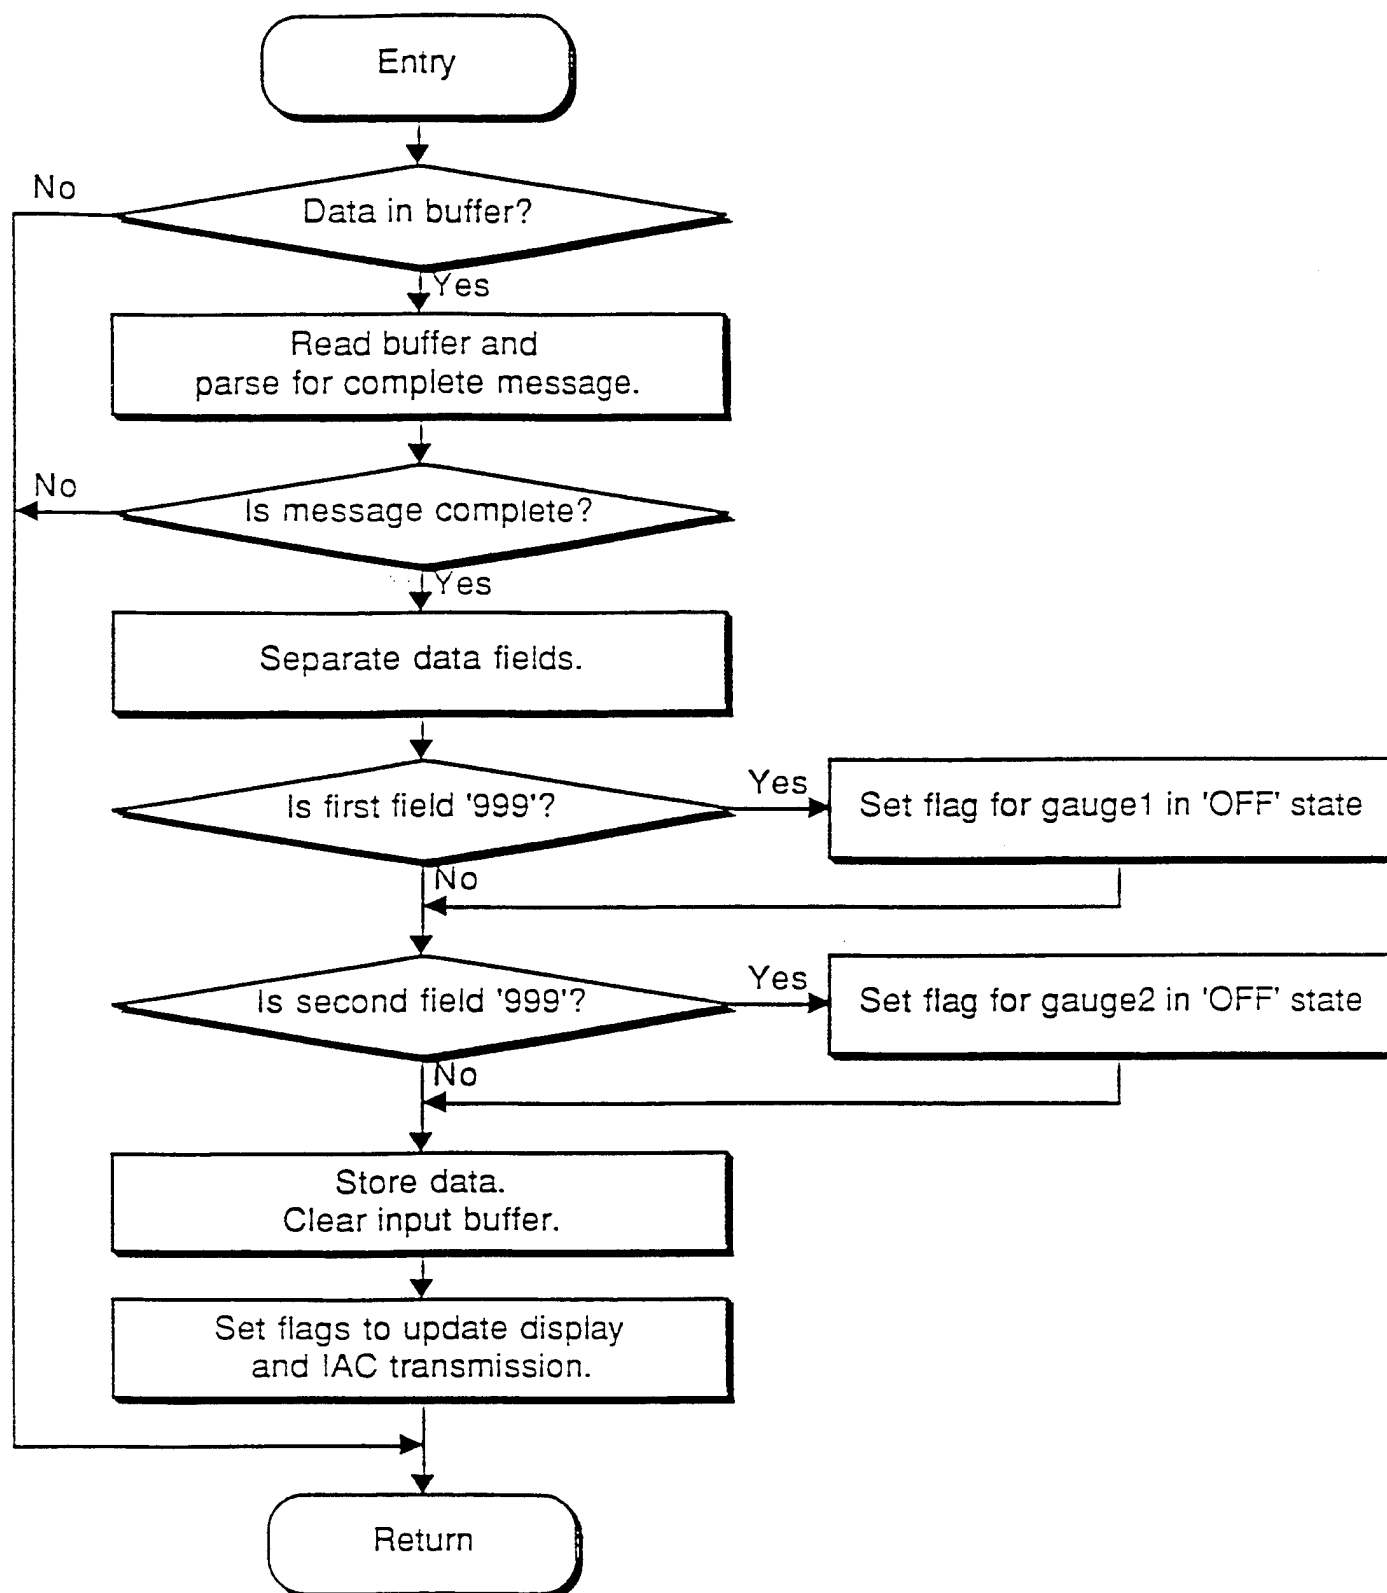 Entry
No
Data in buffer?
Yes
Read buffer and
parse for complete message.
No
Is message complete?
Yes
Separate data fields.
Is first field '999'?
Yes
Set flag for gauge1 in 'OFF' state
No
Is second field '999'?
Yes
Set flag for gauge2 in 'OFF' state
No
Store data.
Clear input buffer.
Set flags to update display
and IAC transmission.
Return